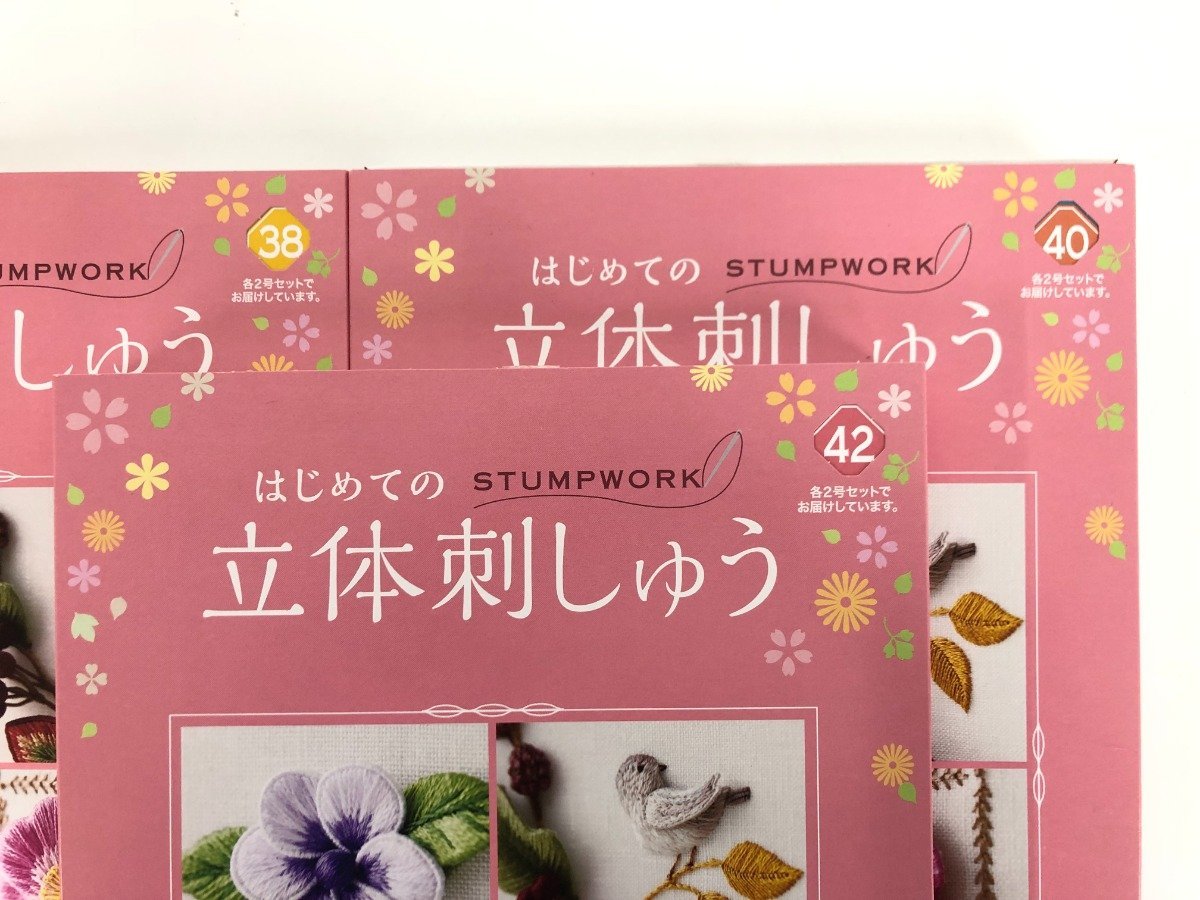 UMPWORK
38
各2号セットで
お届けしています。
しゅう
はじめての STUMPWORK
40
各2号セットで
お届けしています。
立体刺しゅう
はじめての STUMPWORK
42
各2号セットで
お届けしています。
立体刺しゅう